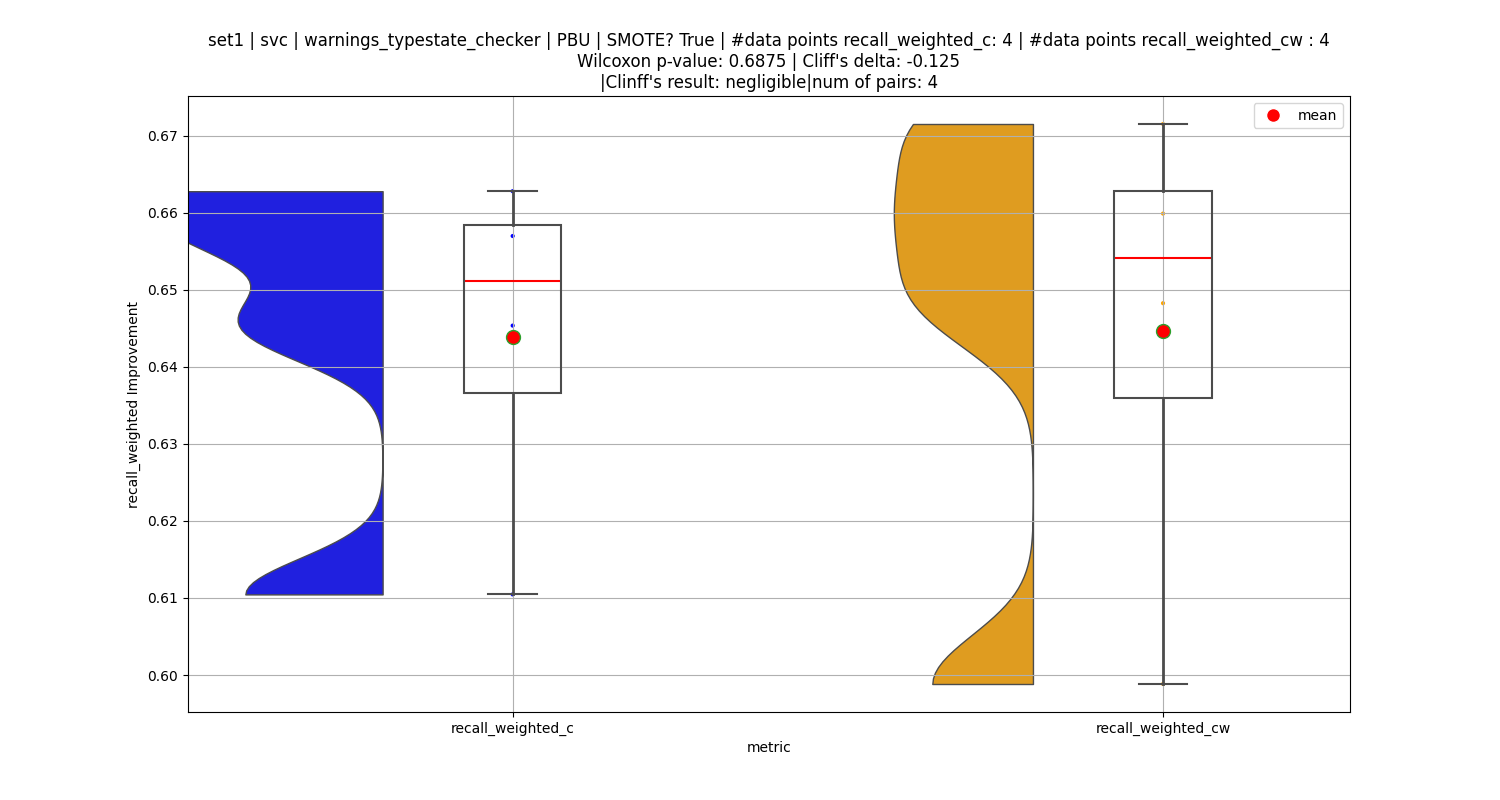 set1 | svc | warnings_typestate_checker | PBU | SMOTE? True | #data points recall_weighted_c: 4 | #data points recall_weighted_cw : 4
Wilcoxon p-value: 0.6875 | Cliff's delta: -0.125
|Clinff's result: negligible|num of pairs: 4
mean
0.67
0.66
0.65
0.64
0.63
0.62
0.61
0.60
recall_weighted Improvement
recall_weighted_c
recall_weighted_cw
metric